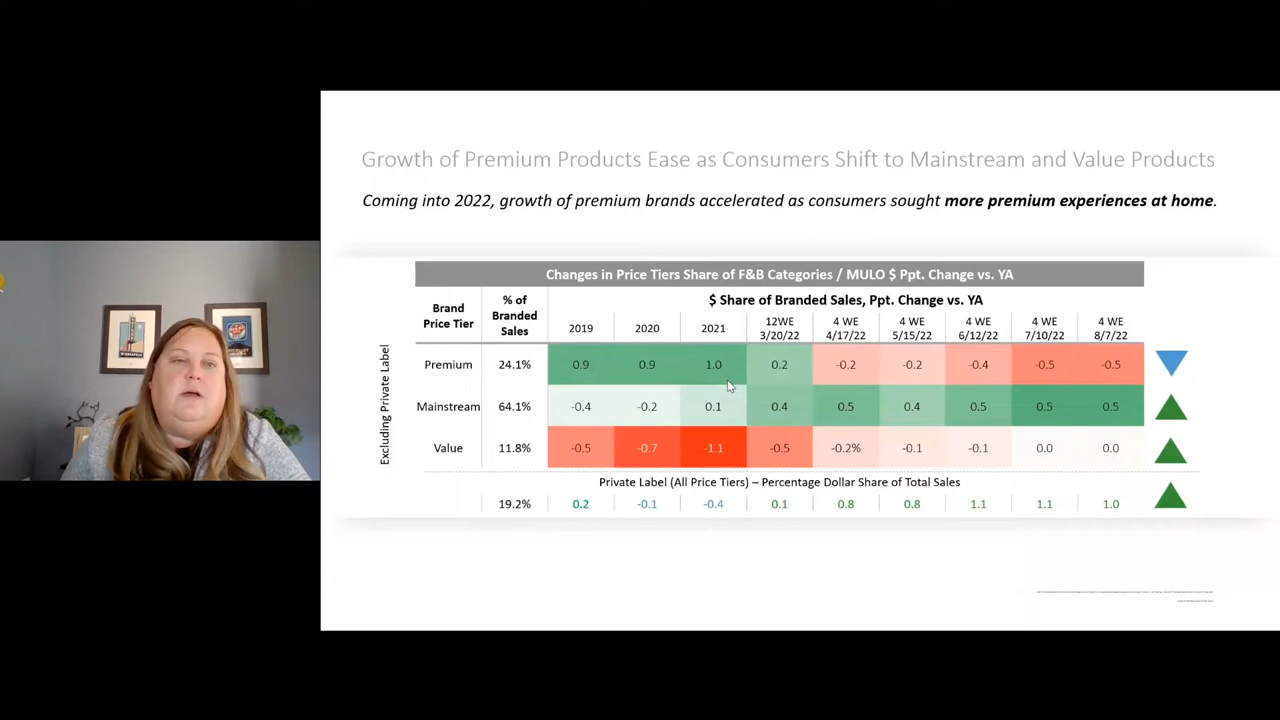 Growth of Premium Products Ease as Consumers Shift to Mainstream and Value Products
Coming into 2022, growth of premium brands accelerated as consumers sought more premium experiences at home.
Changes in Price Tiers Share of F&B Categories / MULO $ Ppt. Change vs. YA
Brand Price Tier
% of Branded Sales
$ Share of Branded Sales, Ppt. Change vs. YA
2019 2020 2021 12WE 3/20/22 4 WE 4/17/22 4 WE 5/15/22 4 WE 6/12/22 4 WE 7/10/22 4 WE 8/7/22
Excluding Private Label
Premium 24.1% 0.9 0.9 1.0 0.2 -0.2 -0.2 -0.4 -0.5 -0.5
Mainstream 64.1% -0.4 -0.2 0.1 0.4 0.5 0.4 0.5 0.5 0.5
Value 11.8% -0.5 -0.7 -1.1 -0.5 -0.2% -0.1 -0.1 0.0 0.0
Private Label (All Price Tiers) – Percentage Dollar Share of Total Sales
19.2% 0.2 -0.1 -0.4 0.1 0.8 0.8 1.1 1.1 1.0